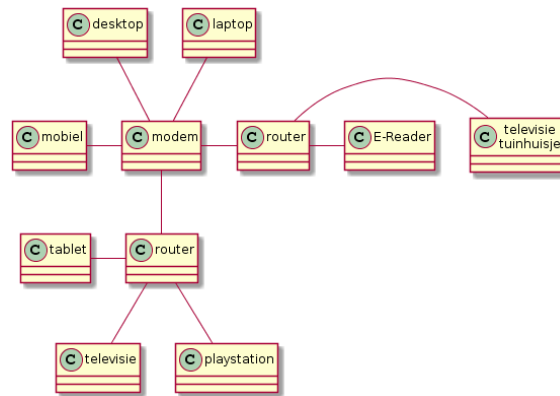 C desktop
C laptop
C mobiel
C modem
C router
C E-Reader
C televisie
tuinhuisje
C tablet
C router
C televisie
C playstation